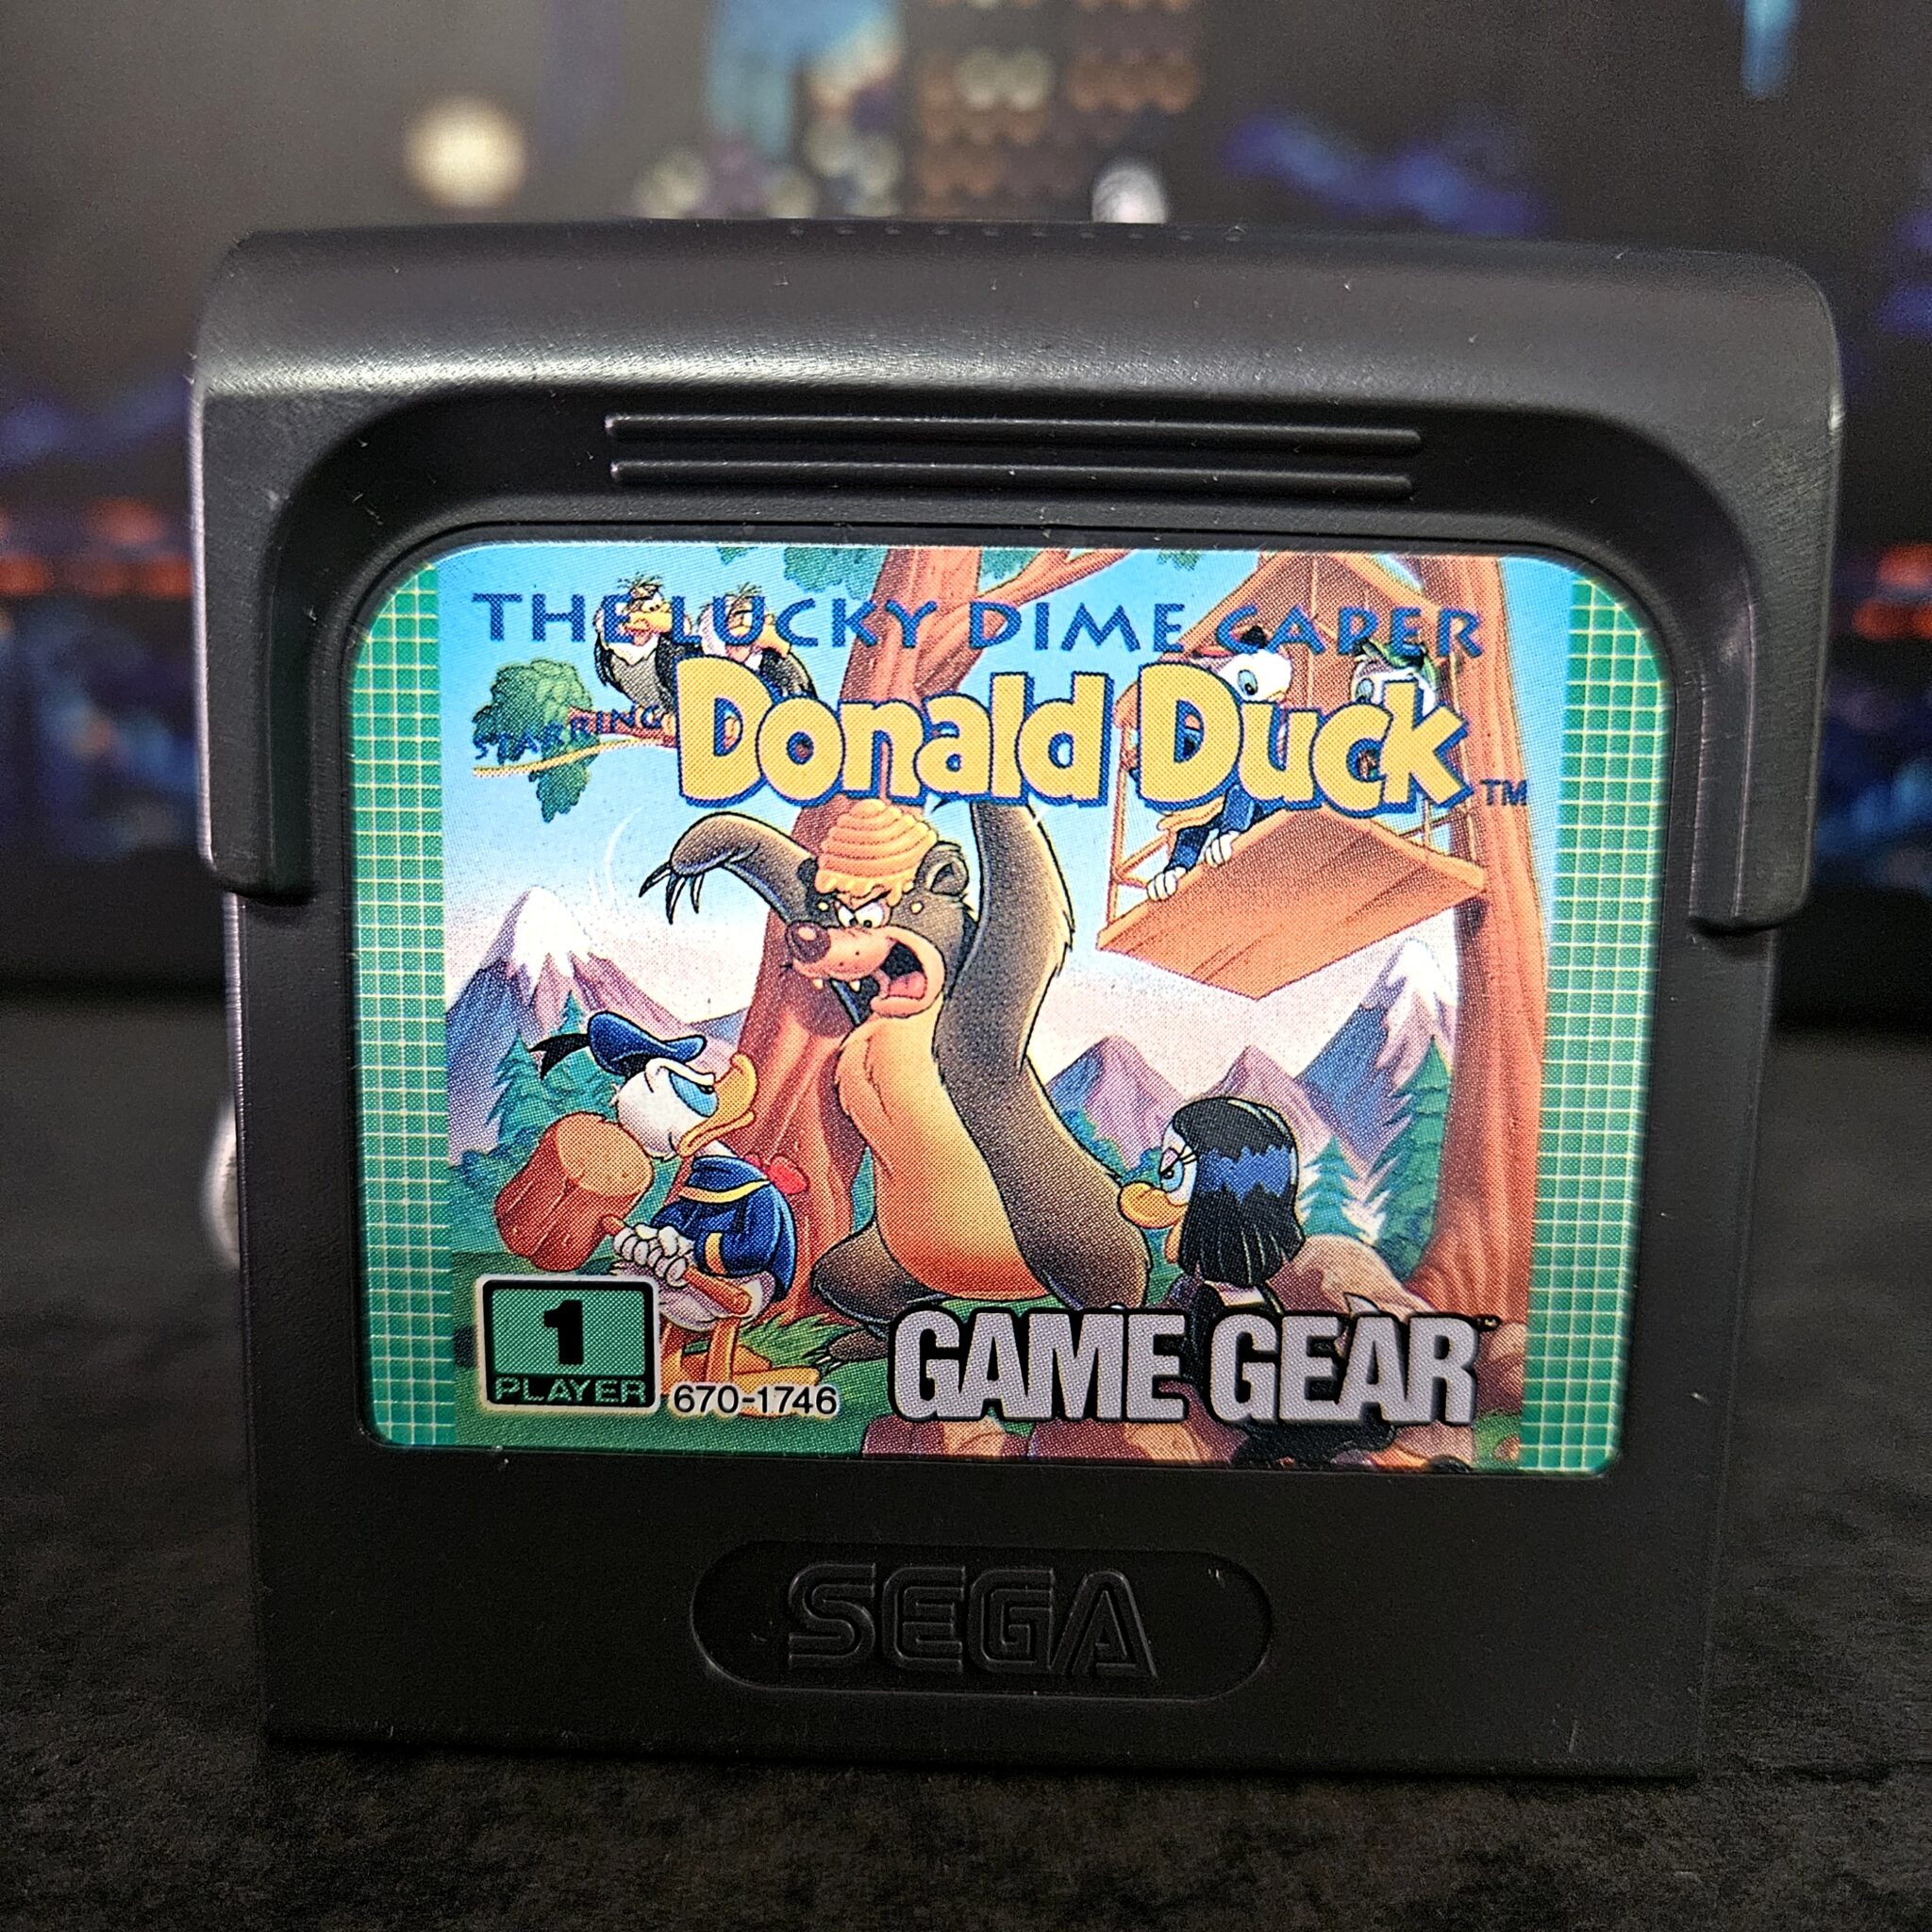 THE LUCKY DIME CAPER
STARRING
Donald Duck TM
1
PLAYER
670-1746
GAME GEAR
SEGA